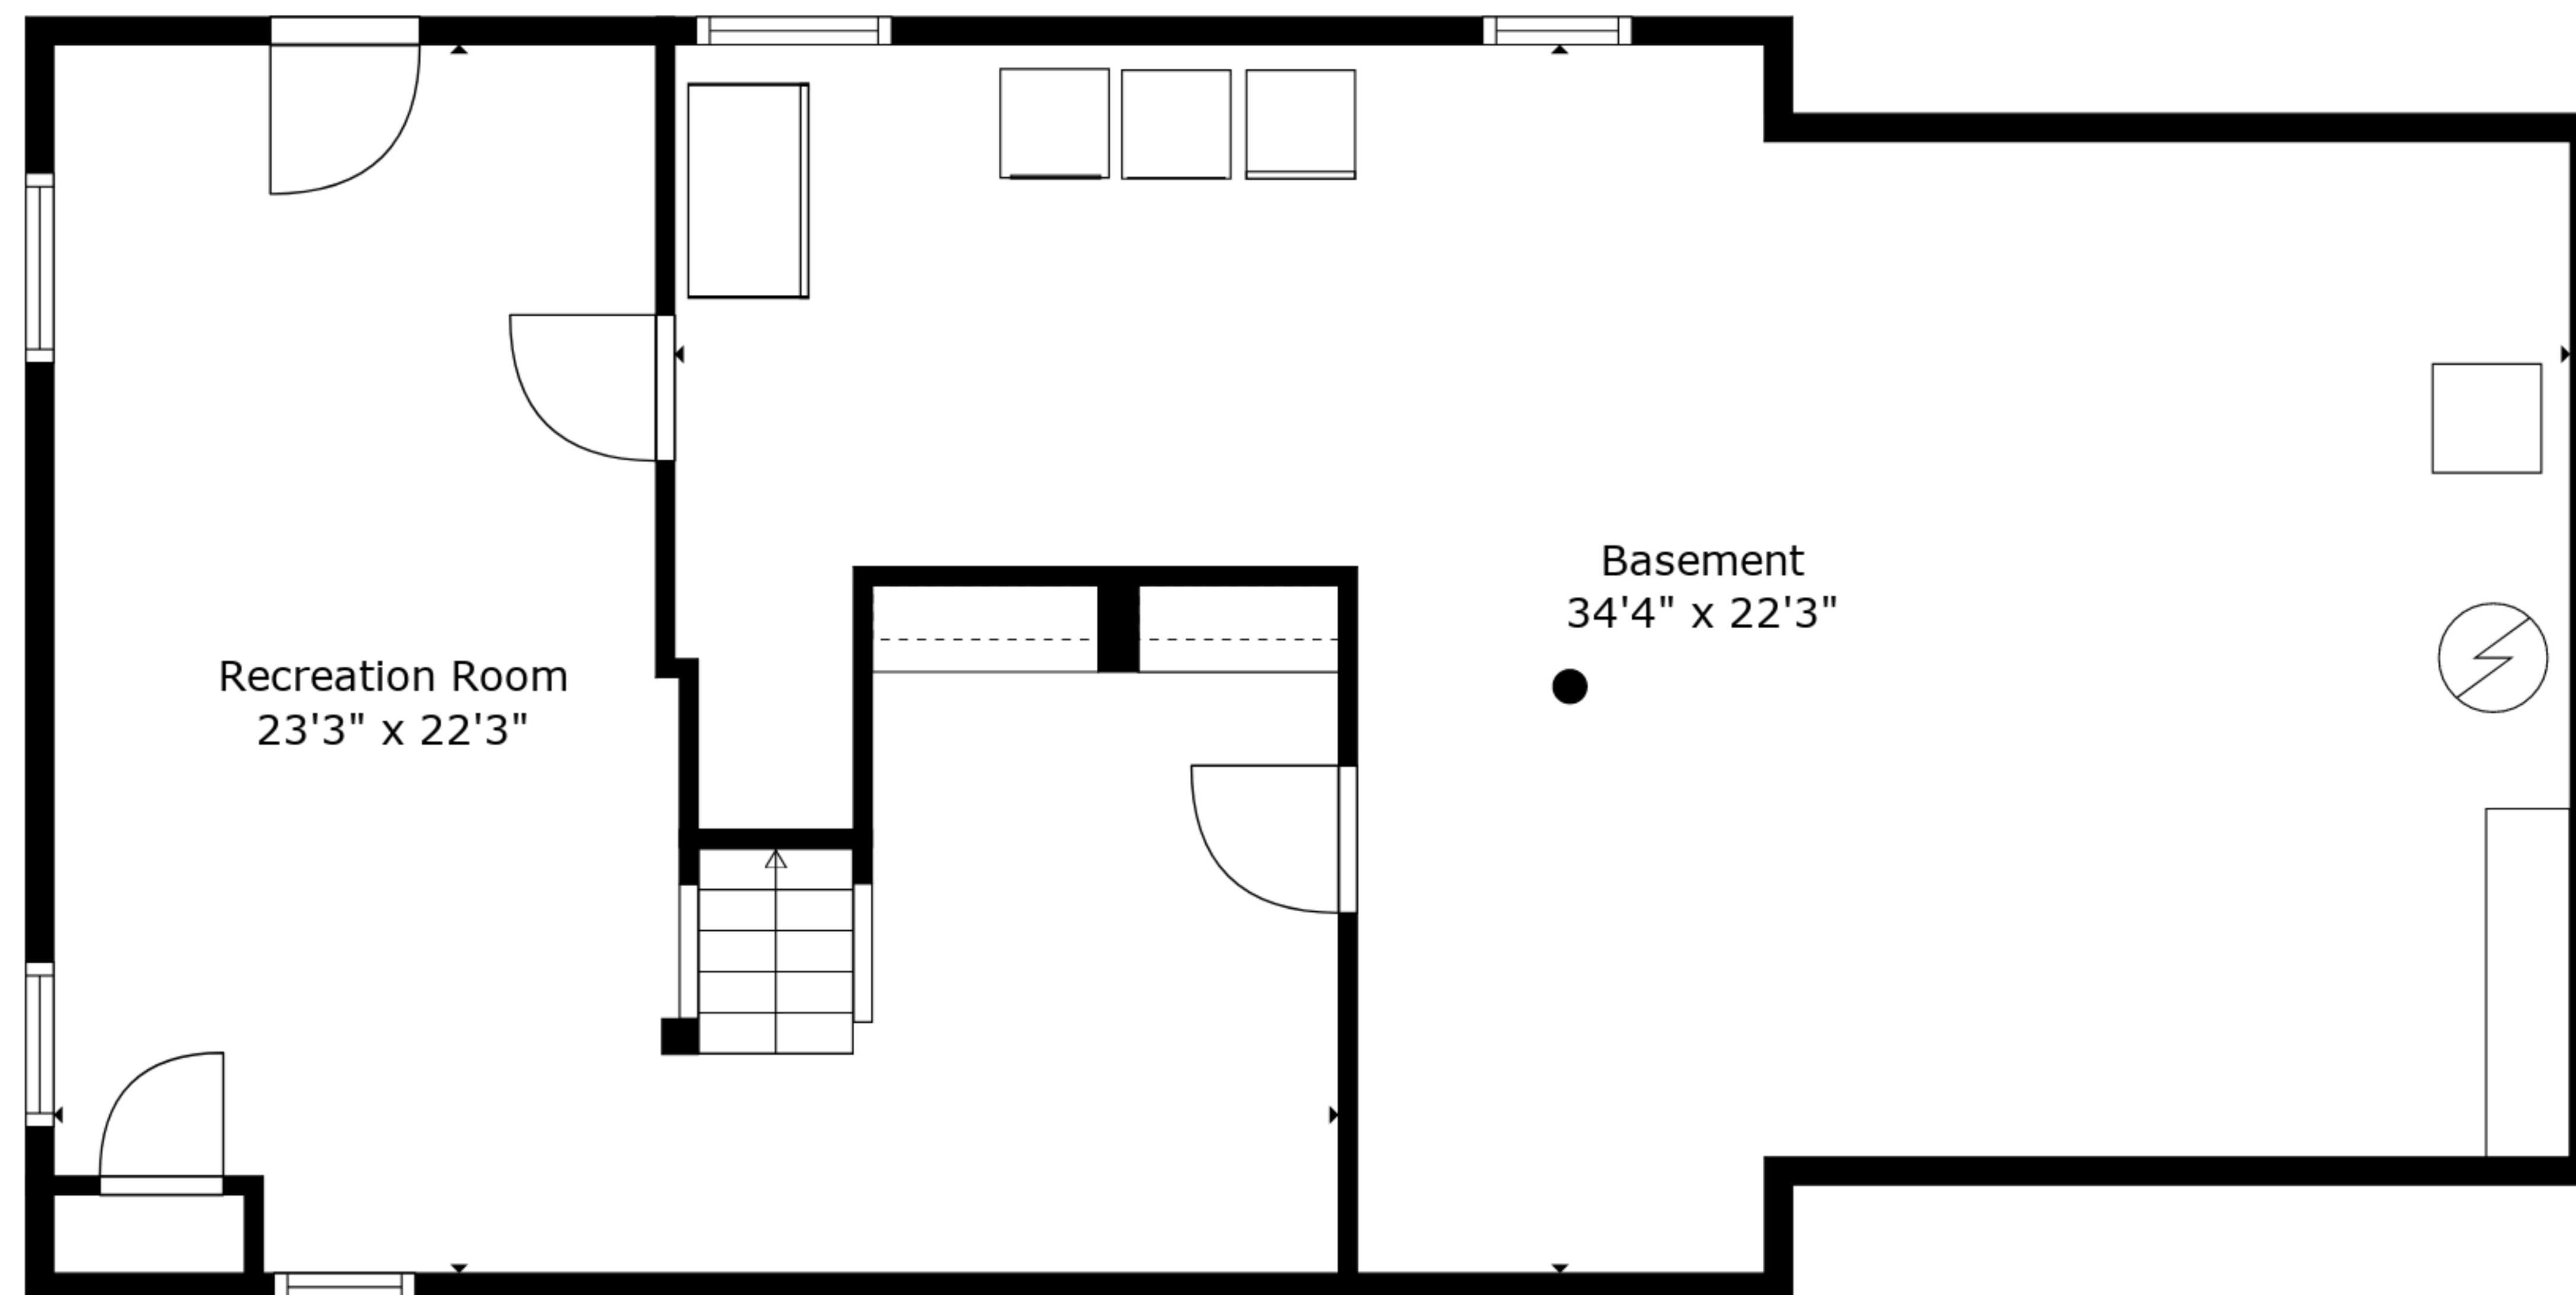 Recreation Room
23'3" x 22'3"
Basement
34'4" x 22'3"